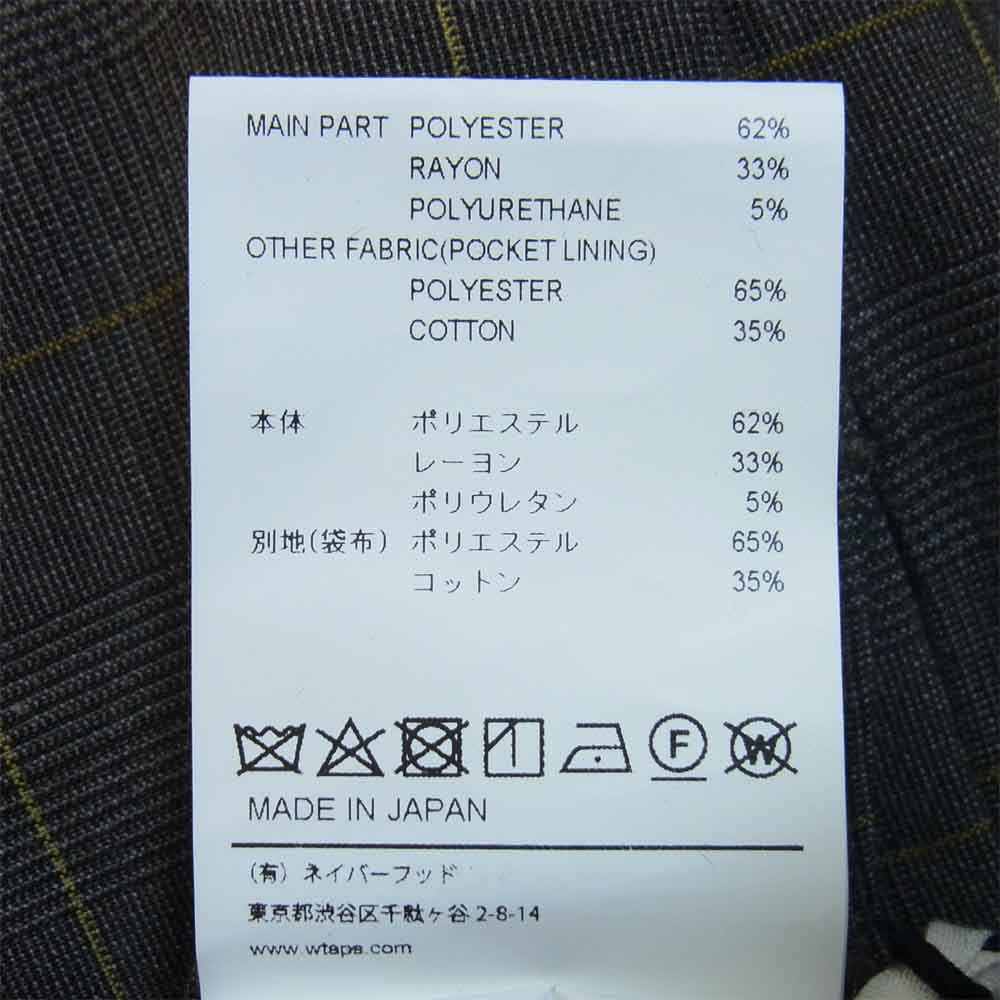 MAIN PART POLYESTER 62%
RAYON 33%
POLYURETHANE 5%
OTHER FABRIC(POCKET LINING)
POLYESTER 65%
COTTON 35%
本体 ポリエステル 62%
レーヨン 33%
ポリウレタン 5%
別地(袋布) ポリエステル 65%
コットン 35%
F W
MADE IN JAPAN
(有) ネイバーフッド
東京都渋谷区千駄ヶ谷 2-8-14
www.wtaps.com